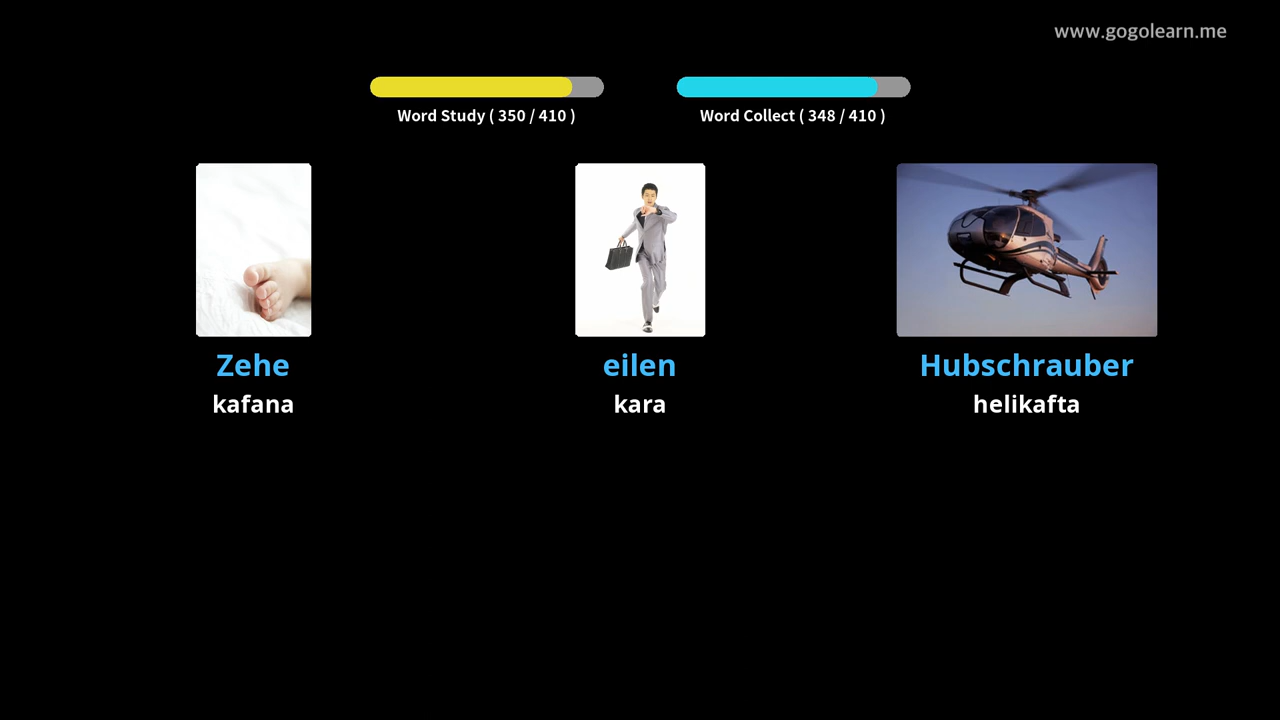 www.gogolearn.me
Word Study ( 350 / 410 )
Word Collect ( 348 / 410 )
Zehe
kafana
eilen
kara
Hubschrauber
helikafta